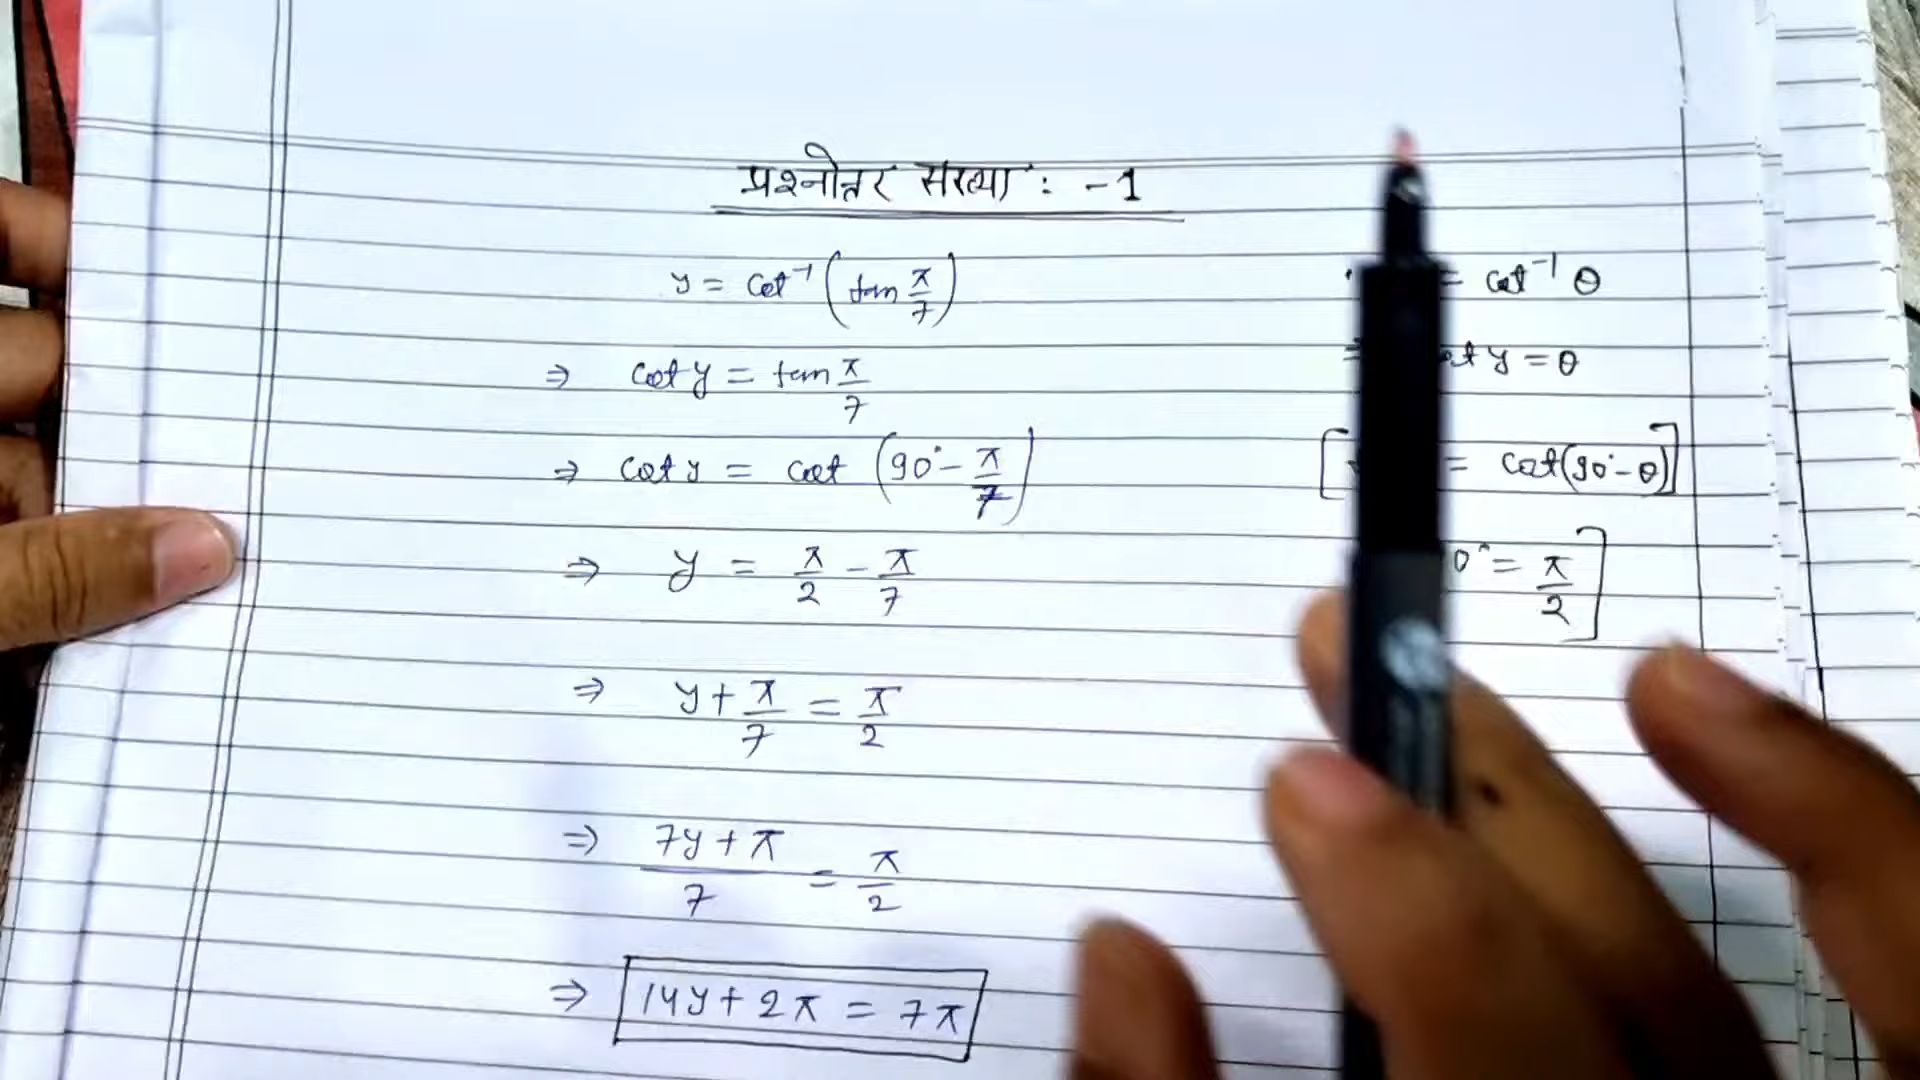 प्रश्नोत्तर संख्या : - 1
y = cot⁻¹ (tan π/7)
= cot⁻¹ θ
⇒ cot y = tan π/7
y = θ
⇒ cot y = cot (90° - π/7)
[ = cot(90° - θ)]
⇒ y = π/2 - π/7
0° = π/2]
⇒ y + π/7 = π/2
⇒ (7y + π)/7 = π/2
⇒ 14y + 2π = 7π